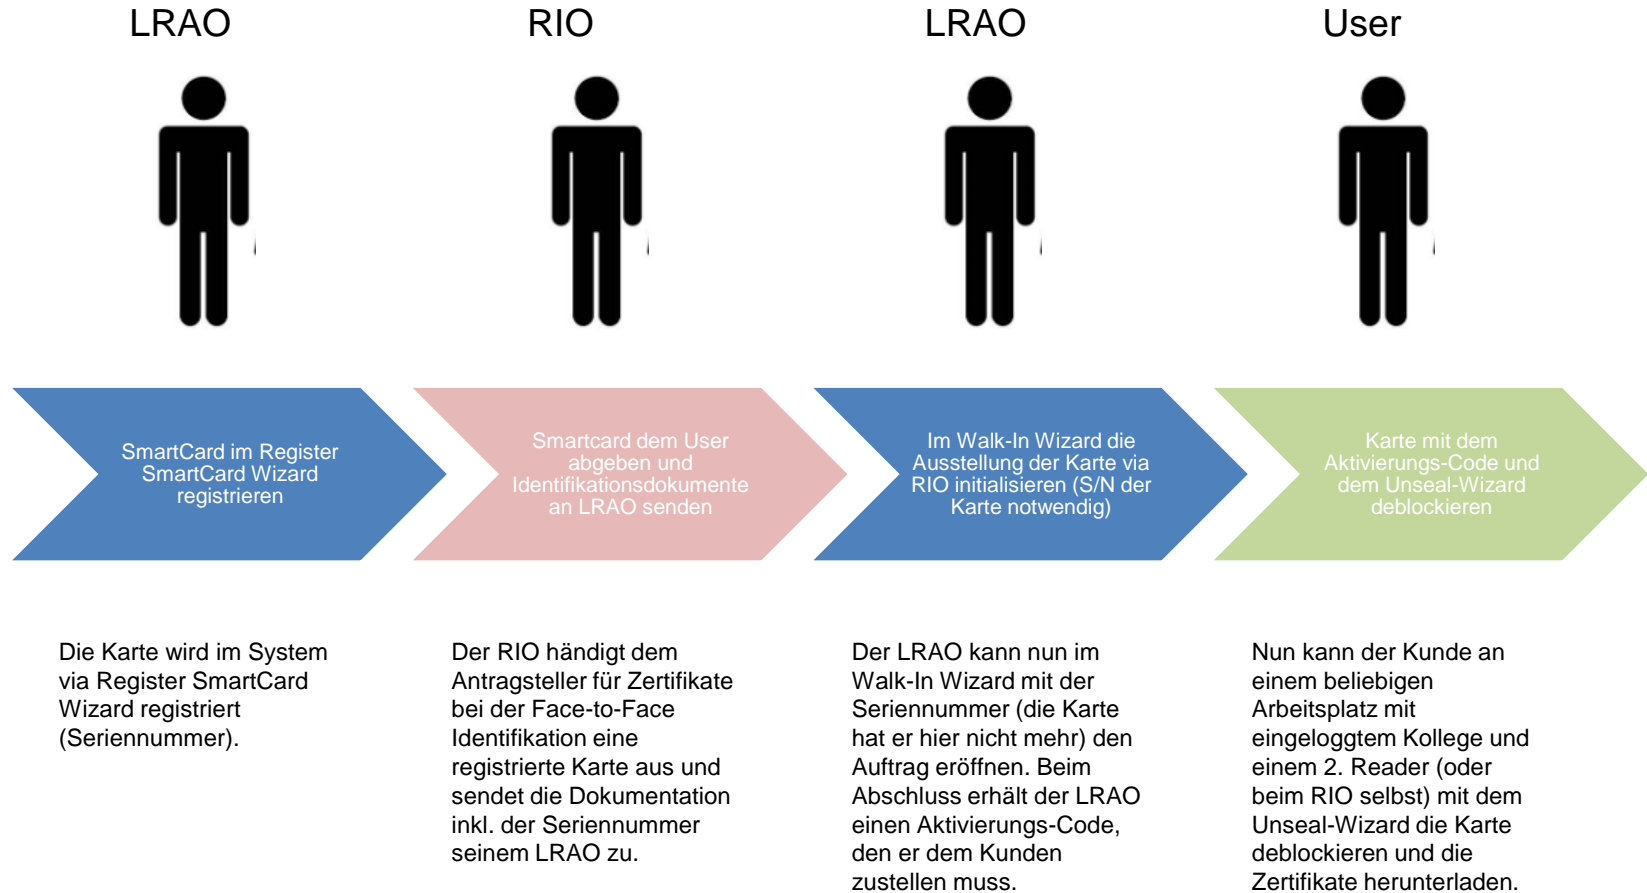 LRAO
RIO
LRAO
User
SmartCard im Register
SmartCard Wizard
registrieren
Smartcard dem User
abgeben und
Identifikationsdokumente
an LRAO senden
Im Walk-In Wizard die
Ausstellung der Karte via
RIO initialisieren (S/N der
Karte notwendig)
Karte mit dem
Aktivierungs-Code und
dem Unseal-Wizard
deblockieren
Die Karte wird im System
via Register SmartCard
Wizard registriert
(Seriennummer).
Der RIO händigt dem
Antragsteller für Zertifikate
bei der Face-to-Face
Identifikation eine
registrierte Karte aus und
sendet die Dokumentation
inkl. der Seriennummer
seinem LRAO zu.
Der LRAO kann nun im
Walk-In Wizard mit der
Seriennummer (die Karte
hat er hier nicht mehr) den
Auftrag eröffnen. Beim
Abschluss erhält der LRAO
einen Aktivierungs-Code,
den er dem Kunden
zustellen muss.
Nun kann der Kunde an
einem beliebigen
Arbeitsplatz mit
eingeloggtem Kollege und
einem 2. Reader (oder
beim RIO selbst) mit dem
Unseal-Wizard die Karte
deblockieren und die
Zertifikate herunterladen.